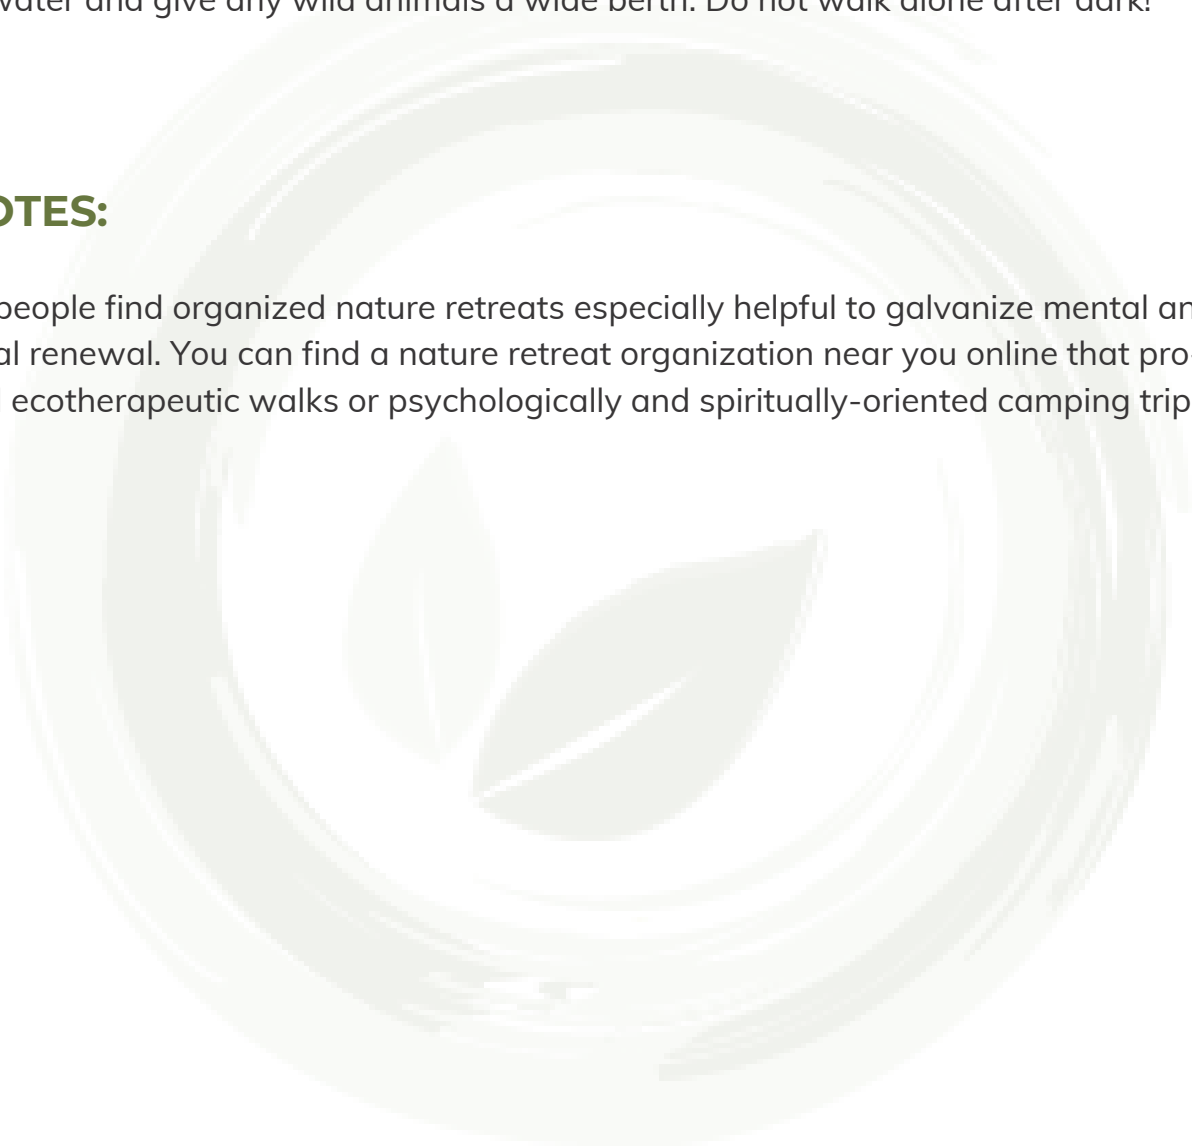 water and give any wild animals a wide berth. Do not walk alone after dark!
OTES:
people find organized nature retreats especially helpful to galvanize mental an
al renewal. You can find a nature retreat organization near you online that pro-
ecotherapeutic walks or psychologically and spiritually-oriented camping trip